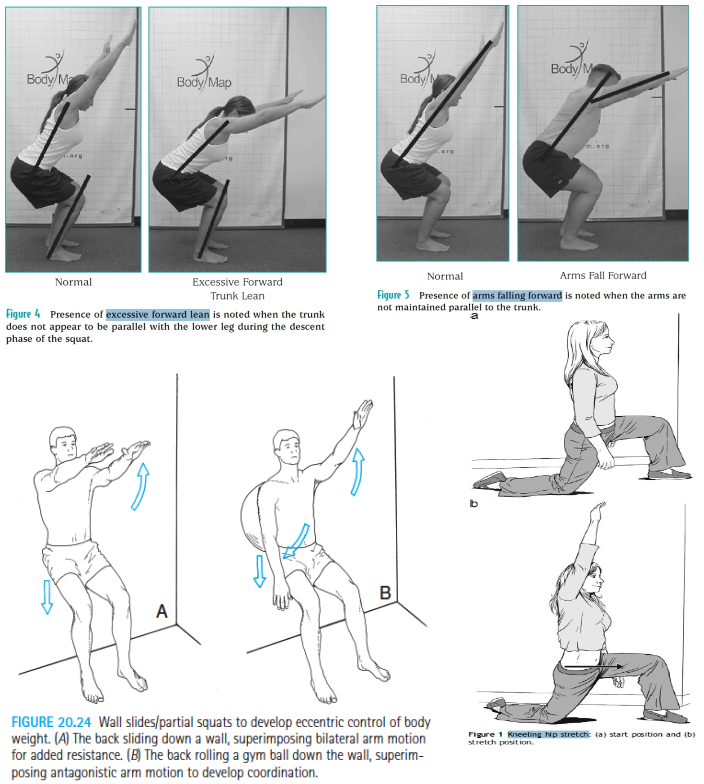 Body Map
m.org
Body Map
rg
Normal
Excessive Forward
Trunk Lean
Figure 4 Presence of excessive forward lean is noted when the trunk
does not appear to be parallel with the lower leg during the descent
phase of the squat.
Body
.org
Body M
m.org
Normal
Arms Fall Forward
Figure 5 Presence of arms falling forward is noted when the arms are
not maintained parallel to the trunk.
a
b
A
B
FIGURE 20.24 Wall slides/partial squats to develop eccentric control of body
weight. (A) The back sliding down a wall, superimposing bilateral arm motion
for added resistance. (B) The back rolling a gym ball down the wall, superim-
posing antagonistic arm motion to develop coordination.
Figure 1 Kneeling hip stretch: (a) start position and (b)
stretch position.